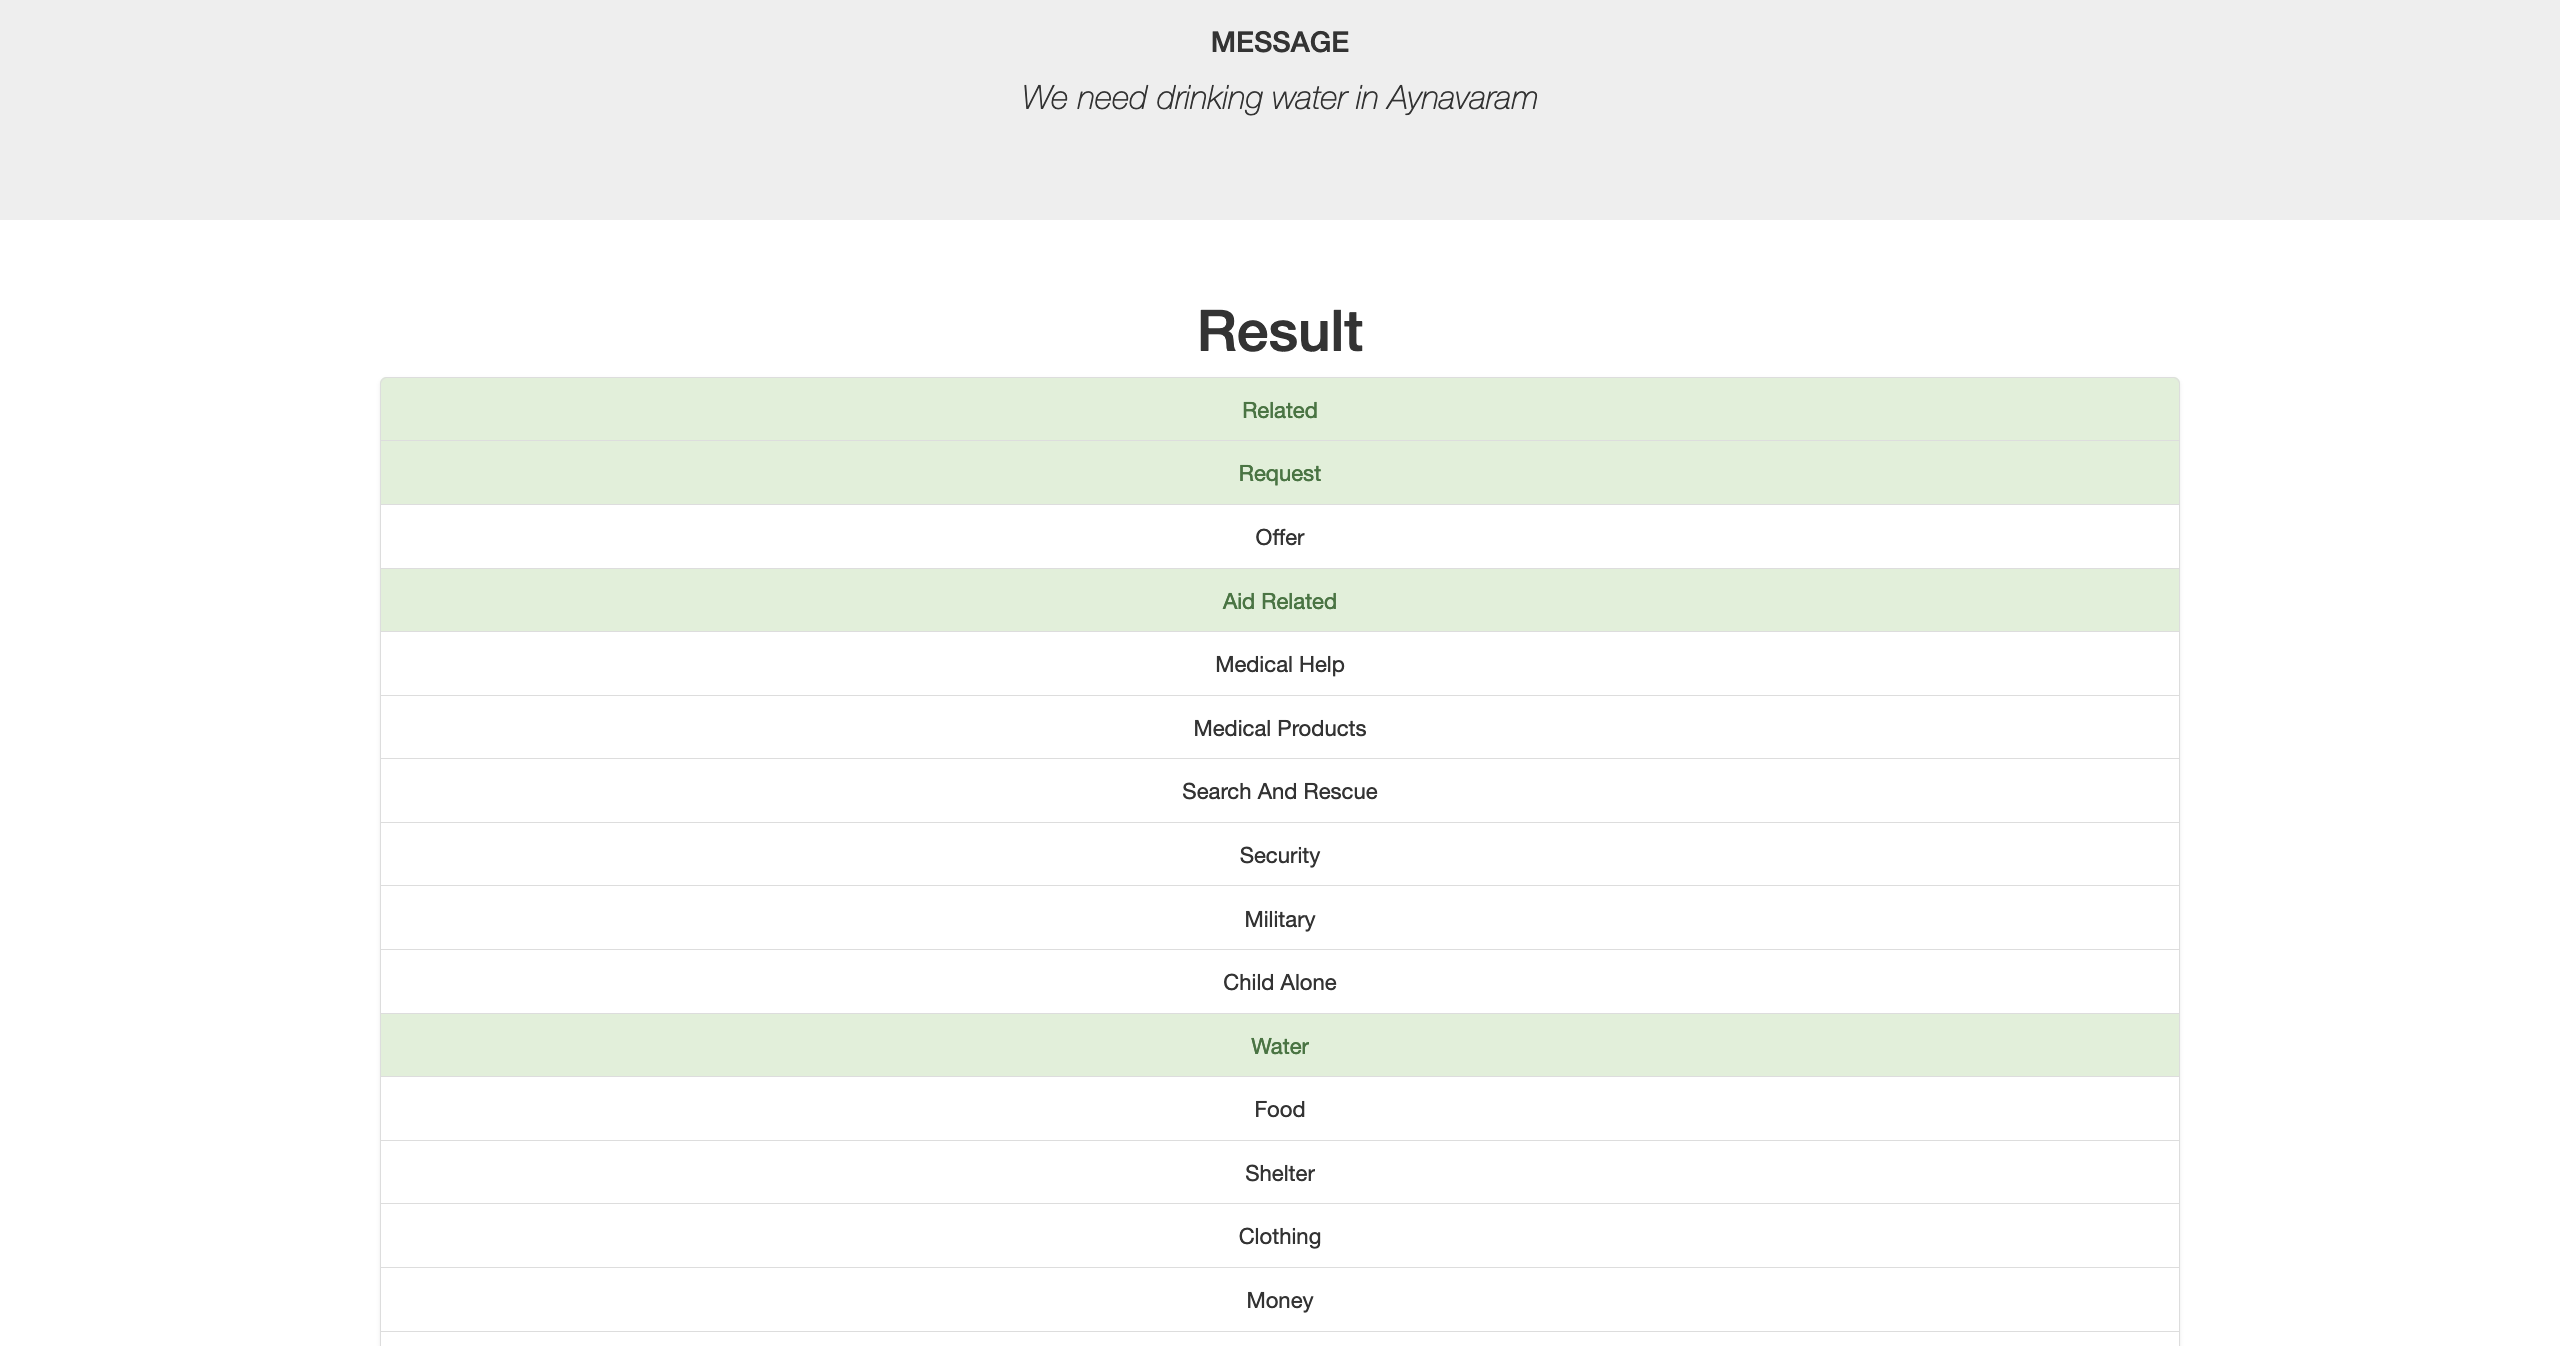 MESSAGE
We need drinking water in Aynavaram
Result
Related
Request
Offer
Aid Related
Medical Help
Medical Products
Search And Rescue
Security
Military
Child Alone
Water
Food
Shelter
Clothing
Money